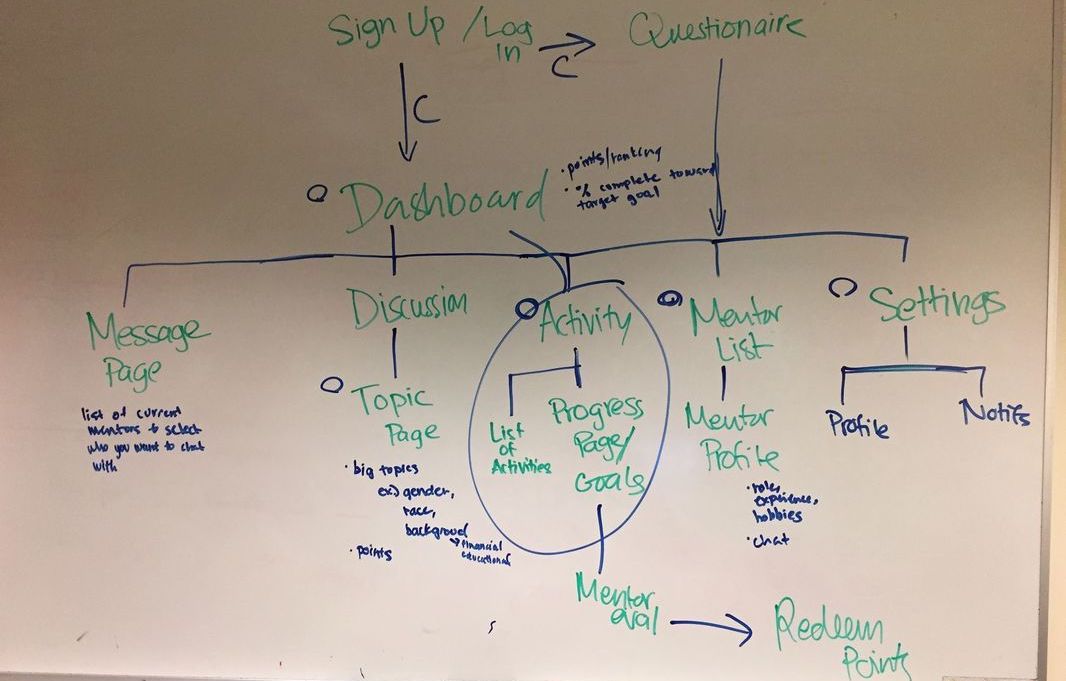 Sign Up / Log
In
Questionaire
C
C
Dashboard
• points/ranking
• % complete toward
target goal
Message
Page
list of current
mentors to select
who you want to chat
with
Discussion
Topic
Page
• big topics
ex) gender,
race,
backgroud
financial
educational
• points
Activity
List
of
Activities
Progress
Page/
Goals
Mentor
eval
Redeem
Points
Mentor
List
Mentor
Profile
• roles,
experience,
hobbies
• chat
Settings
Profile
Notifs